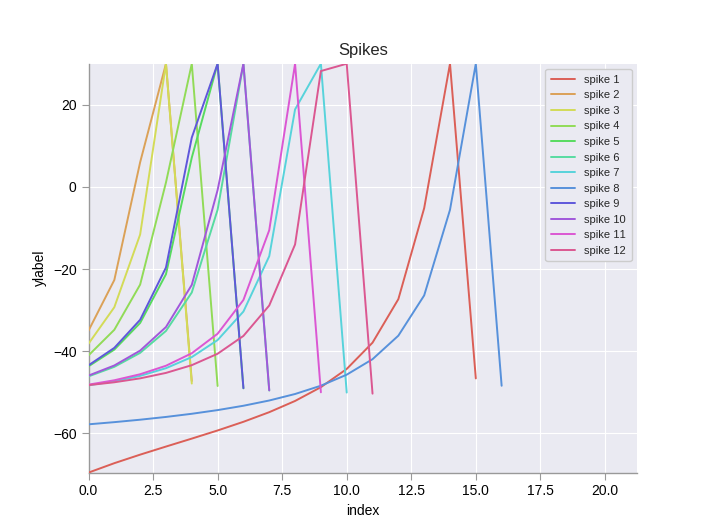 Spikes
20
0
−20
−40
−60
ylabel
0.0 2.5 5.0 7.5 10.0 12.5 15.0 17.5 20.0
index
spike 1
spike 2
spike 3
spike 4
spike 5
spike 6
spike 7
spike 8
spike 9
spike 10
spike 11
spike 12